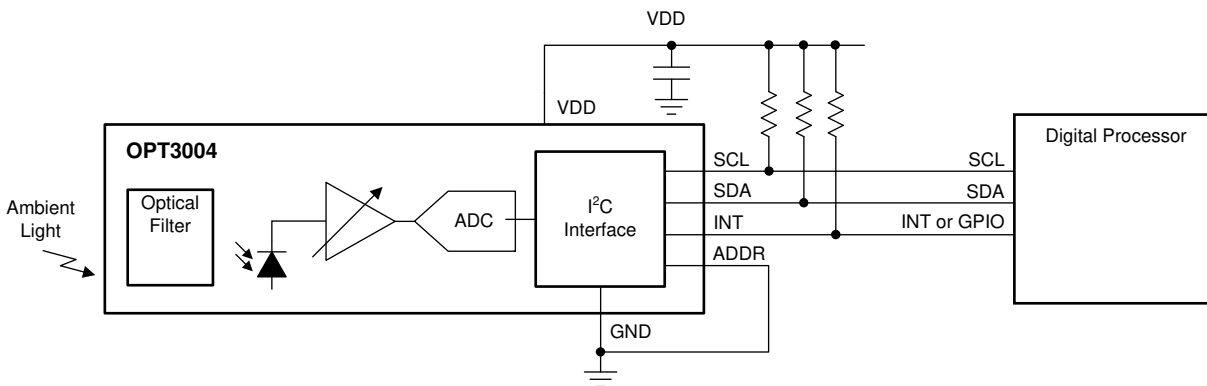 VDD
VDD
OPT3004
Digital Processor
Ambient
Light
Optical
Filter
ADC
I²C
Interface
SCL
SCL
SDA
SDA
INT
INT or GPIO
ADDR
GND